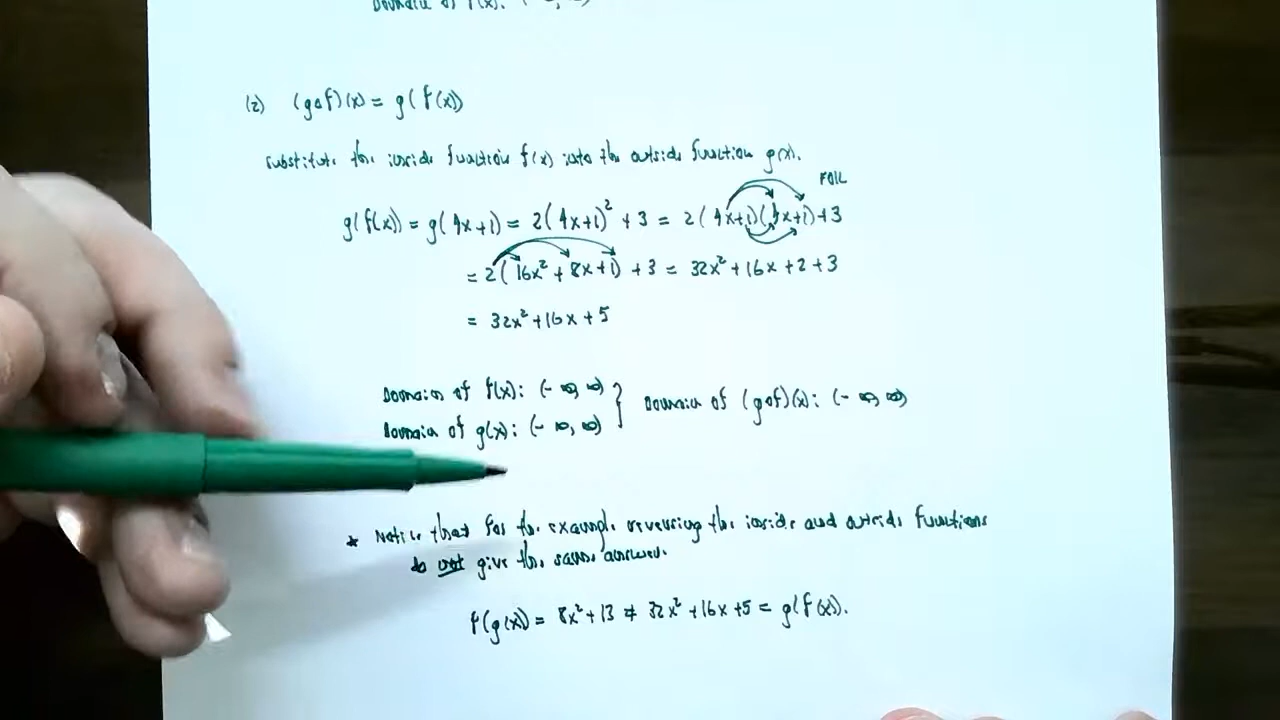 Domain of f(x): (-∞, ∞)
(2) (g∘f)(x) = g(f(x))
substitute the inside function f(x) into the outside function g(x).
FOIL
g(f(x)) = g(4x+1) = 2(4x+1)² + 3 = 2(4x+1)(4x+1)+3
= 2(16x² + 8x+1) + 3 = 32x² + 16x + 2 + 3
= 32x² + 16x + 5
Domain of f(x): (-∞, ∞) } Domain of (g∘f)(x): (-∞, ∞)
Domain of g(x): (-∞, ∞)
* Notice that for the example reversing the inside and outside functions
do not give the same answer.
f(g(x)) = 8x² + 13 ≠ 32x² + 16x + 5 = g(f(x)).